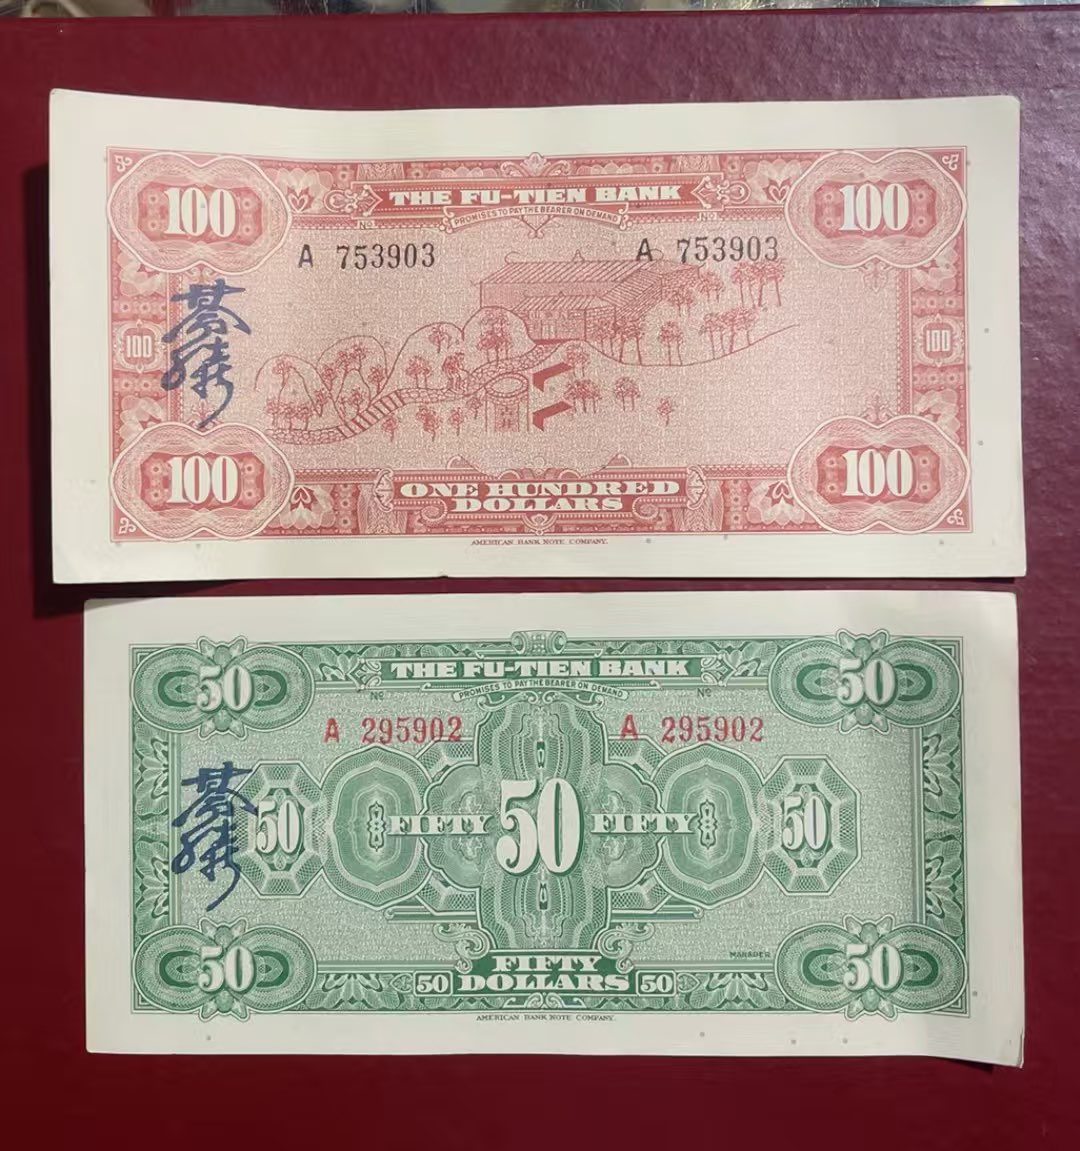 100 THE FU-TIEN BANK 100
PROMISES TO PAY THE BEARER ON DEMAND
No. No.
A 753903 A 753903
100 100
100 ONE HUNDRED DOLLARS 100
AMERICAN BANK NOTE COMPANY.
50 THE FU-TIEN BANK 50
PROMISES TO PAY THE BEARER ON DEMAND
No. No.
A 295902 A 295902
50 FIFTY 50 FIFTY 50
MANAGER
50 FIFTY 50
50 DOLLARS 50
AMERICAN BANK NOTE COMPANY.